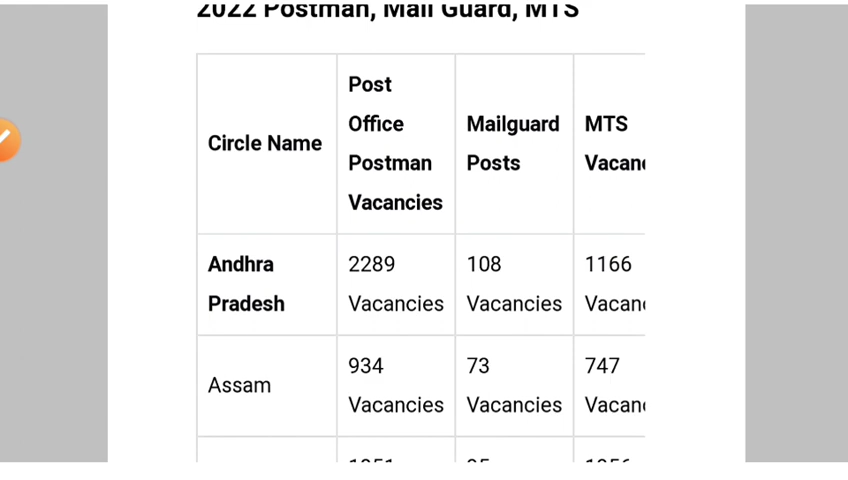 2022 Postman, Mail Guard, MTS
Circle Name
Post
Office
Postman
Vacancies
Mailguard
Posts
MTS
Andhra
Pradesh
2289
Vacancies
108
Vacancies
1166
Assam
934
Vacancies
73
Vacancies
747